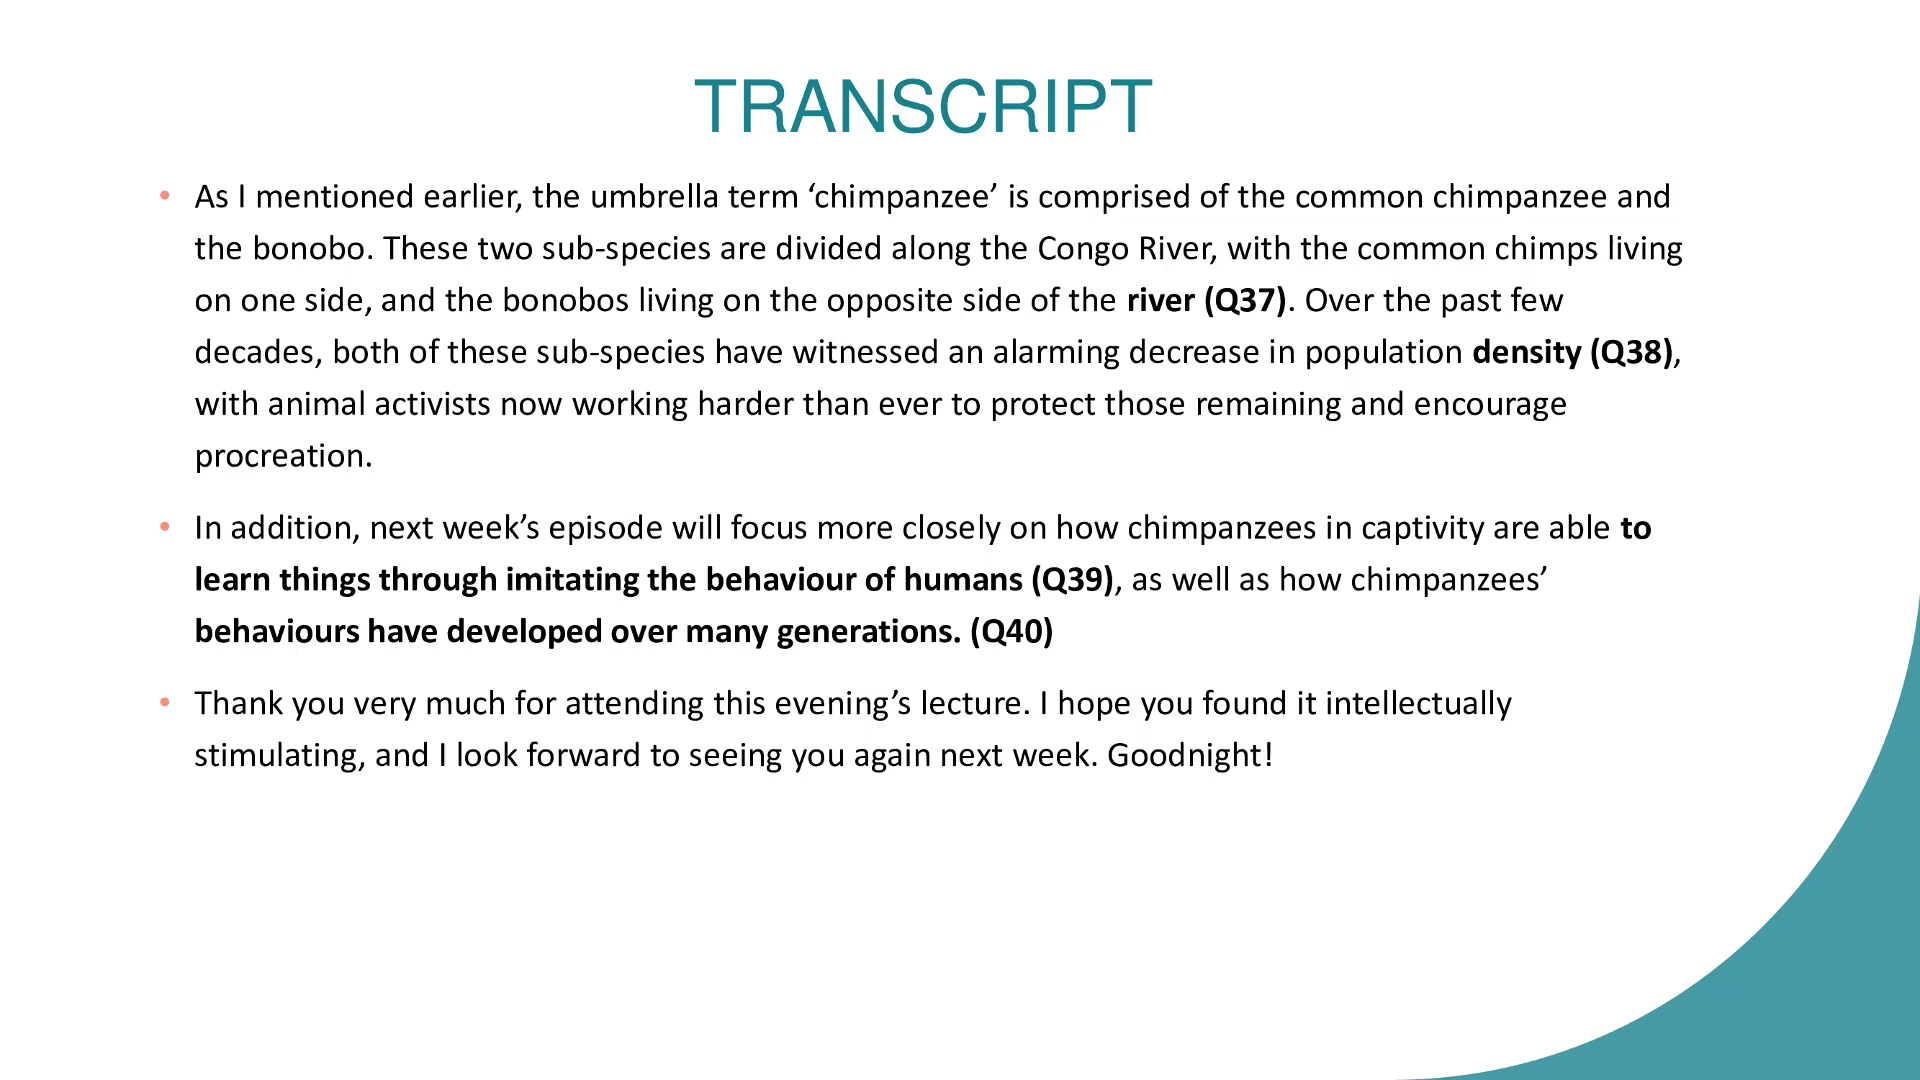 TRANSCRIPT
• As I mentioned earlier, the umbrella term ‘chimpanzee’ is comprised of the common chimpanzee and
the bonobo. These two sub-species are divided along the Congo River, with the common chimps living
on one side, and the bonobos living on the opposite side of the river (Q37). Over the past few
decades, both of these sub-species have witnessed an alarming decrease in population density (Q38),
with animal activists now working harder than ever to protect those remaining and encourage
procreation.
• In addition, next week’s episode will focus more closely on how chimpanzees in captivity are able to
learn things through imitating the behaviour of humans (Q39), as well as how chimpanzees’
behaviours have developed over many generations. (Q40)
• Thank you very much for attending this evening’s lecture. I hope you found it intellectually
stimulating, and I look forward to seeing you again next week. Goodnight!